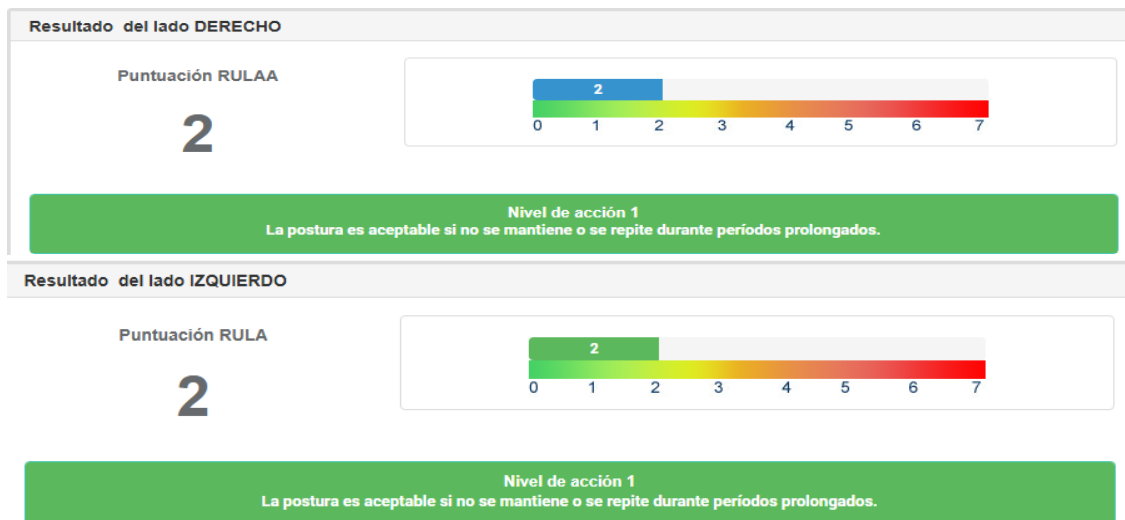 Resultado del lado DERECHO
Puntuación RULAA
2
2
0 1 2 3 4 5 6 7
Nivel de acción 1
La postura es aceptable si no se mantiene o se repite durante períodos prolongados.
Resultado del lado IZQUIERDO
Puntuación RULA
2
2
0 1 2 3 4 5 6 7
Nivel de acción 1
La postura es aceptable si no se mantiene o se repite durante períodos prolongados.